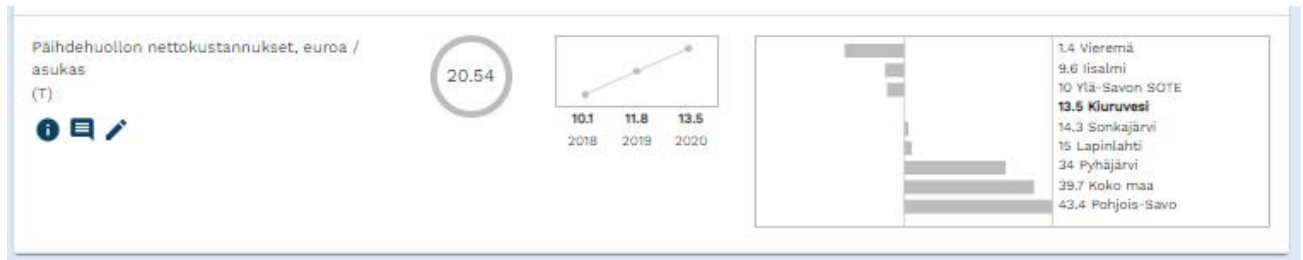 Päihdehuollon nettokustannukset, euroa /
asukas
(T)
20.54
10.1 11.8 13.5
2018 2019 2020
1.4 Vieremä
9.6 Iisalmi
10 Ylä-Savon SOTE
13.5 Kiuruvesi
14.3 Sonkajärvi
15 Lapinlahti
34 Pyhäjärvi
39.7 Koko maa
43.4 Pohjois-Savo